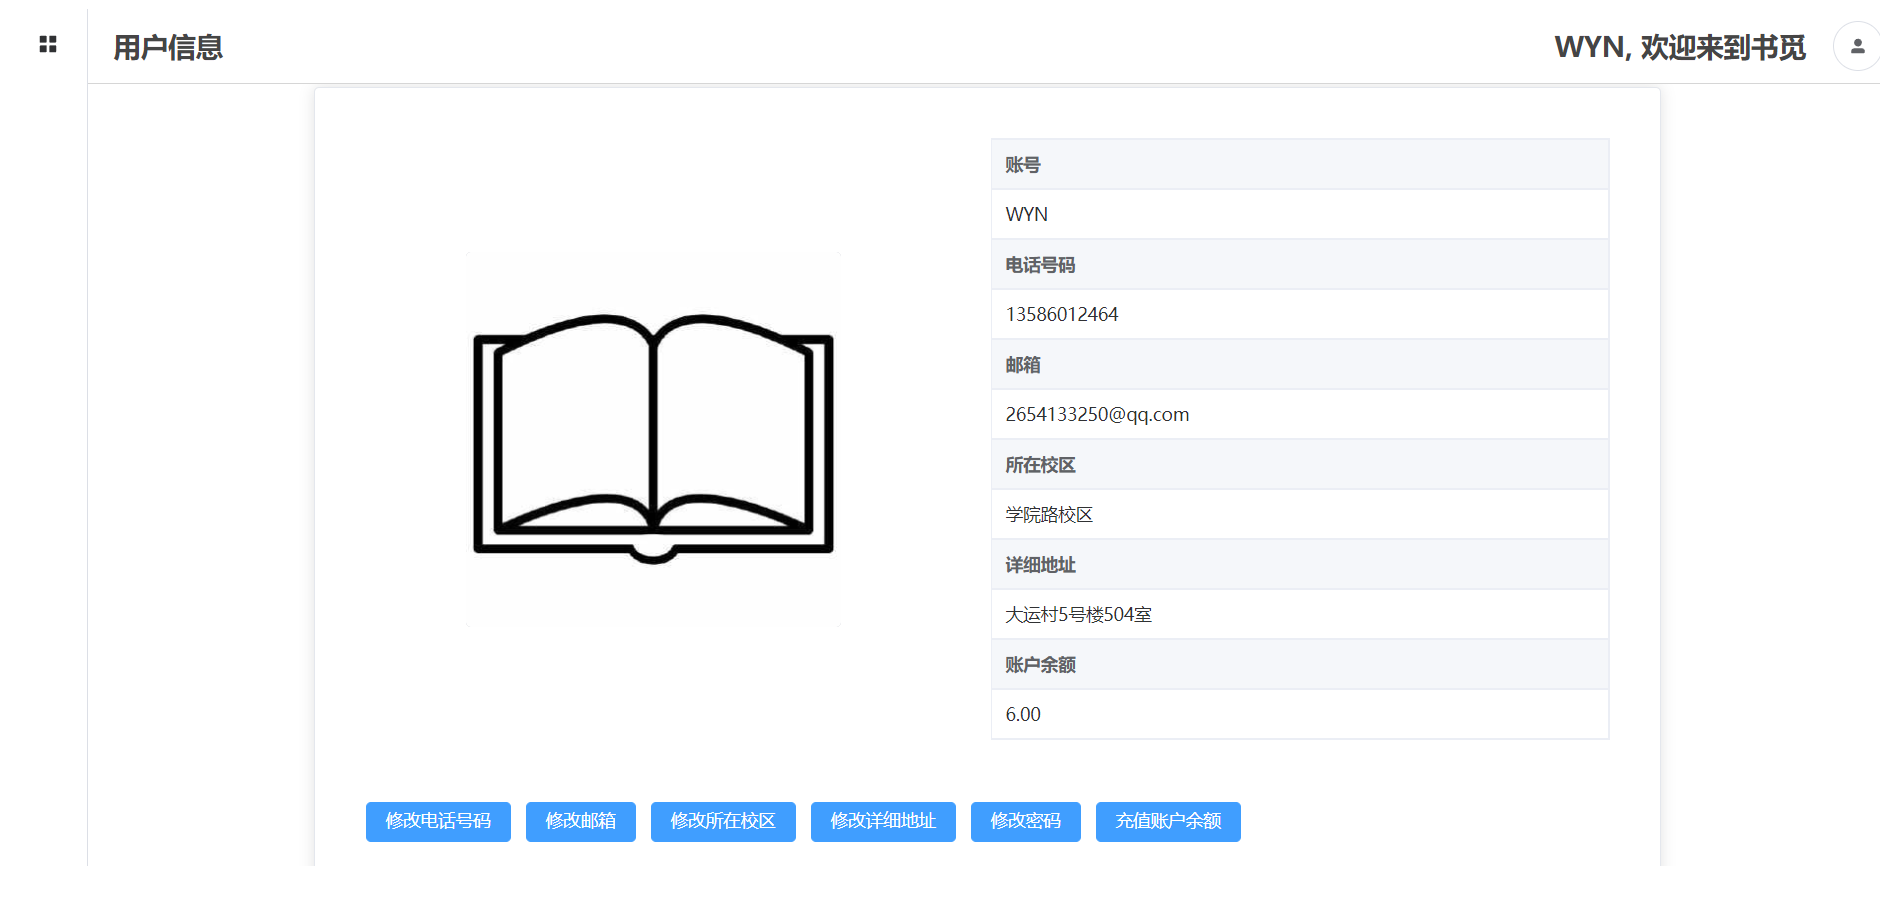 用户信息
WYN, 欢迎来到书觅
账号
WYN
电话号码
13586012464
邮箱
2654133250@qq.com
所在校区
学院路校区
详细地址
大运村5号楼504室
账户余额
6.00
修改电话号码 修改邮箱 修改所在校区 修改详细地址 修改密码 充值账户余额